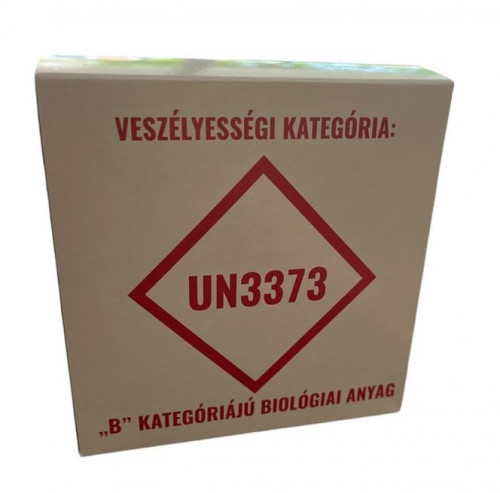 VESZÉLYESSÉGI KATEGÓRIA:
UN3373
„B” KATEGÓRIÁJÚ BIOLÓGIAI ANYAG